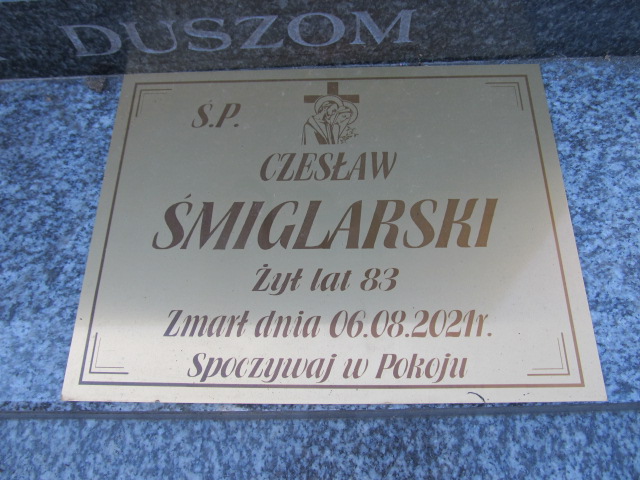 DUSZOM
Ś.P.
CZESŁAW
ŚMIGLARSKI
Żył lat 83
Zmarł dnia 06.08.2021r.
Spoczywaj w Pokoju